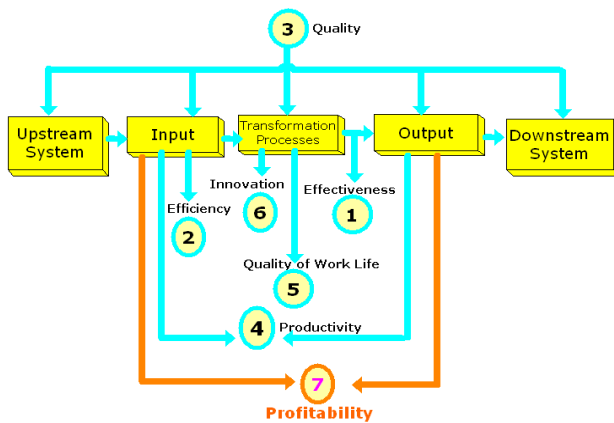 3 Quality
Upstream
System
Input
Transformation
Processes
Output
Downstream
System
Innovation
6
Effectiveness
1
Efficiency
2
Quality of Work Life
5
4 Productivity
7
Profitability